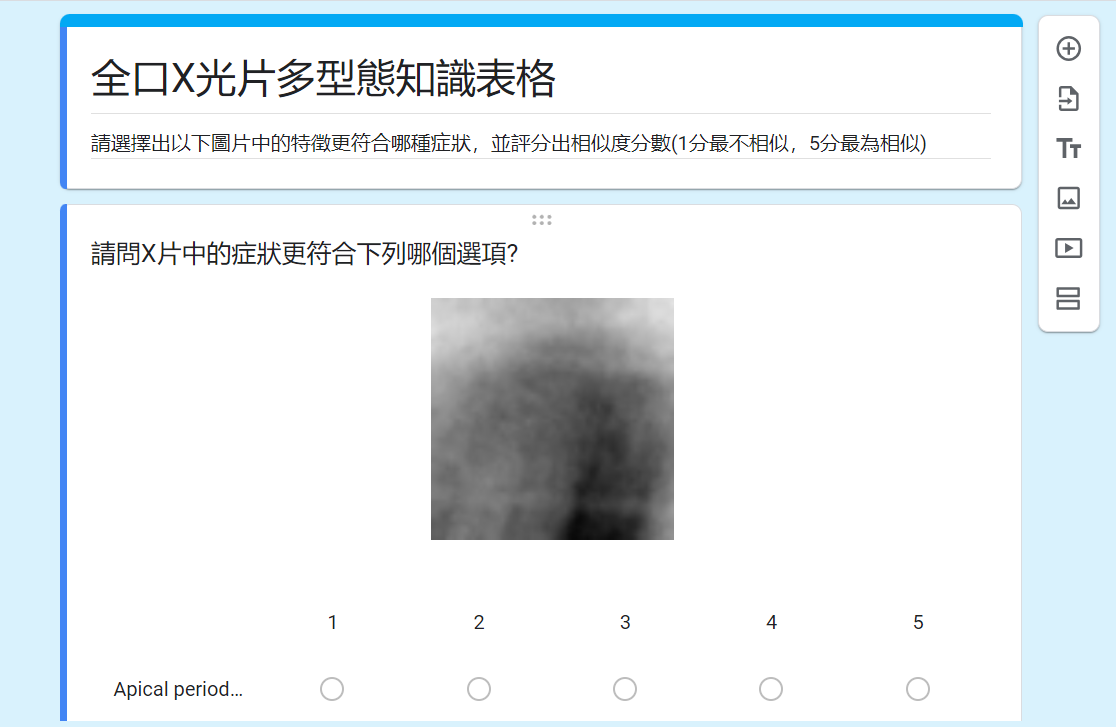 全口X光片多型態知識表格
請選擇出以下圖片中的特徵更符合哪種症狀，並評分出相似度分數(1分最不相似，5分最為相似)
請問X片中的症狀更符合下列哪個選項?
1 2 3 4 5
Apical period...